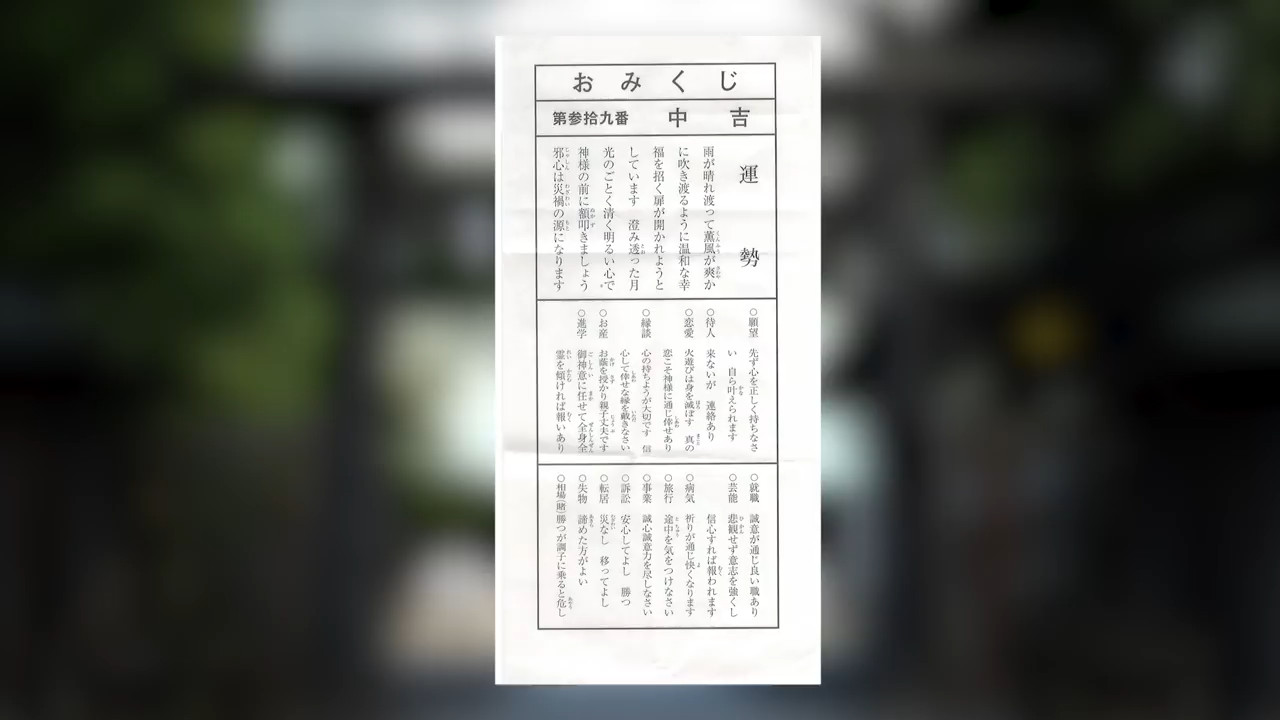 おみくじ
第参拾九番 中吉
運勢
雨が晴れ渡って薫風が爽か
に吹き渡るように温和な幸
福を招く扉が開かれようと
しています 澄み透った月
光のごとく清く明るい心で
神様の前に額叩きましょう
邪心は災禍の源になります
○願望 先ず心を正しく持ちなさ
い 自ら叶えられます
○待人 来ないが 連絡あり
○恋愛 火遊びは身を滅ぼす 真の
恋こそ神様に通じ倖せあり
○縁談 心の持ちようが大切です 信
心して倖せな縁を戴きなさい
○お産 お蔭を授かり親子丈夫です
○進学 御神意に任せて全身全
霊を傾ければ報いあり
○就職 誠意が通じ良い職あり
○芸能 悲観せず意志を強くし
信心すれば報われます
○病気 祈りが通じ快くなります
○旅行 途中を気をつけなさい
○事業 誠心誠意力を尽しなさい
○訴訟 安心してよし 勝つ
○転居 災なし 移ってよし
○失物 諦めた方がよい
○相場(賭) 勝つが調子に乗ると危し